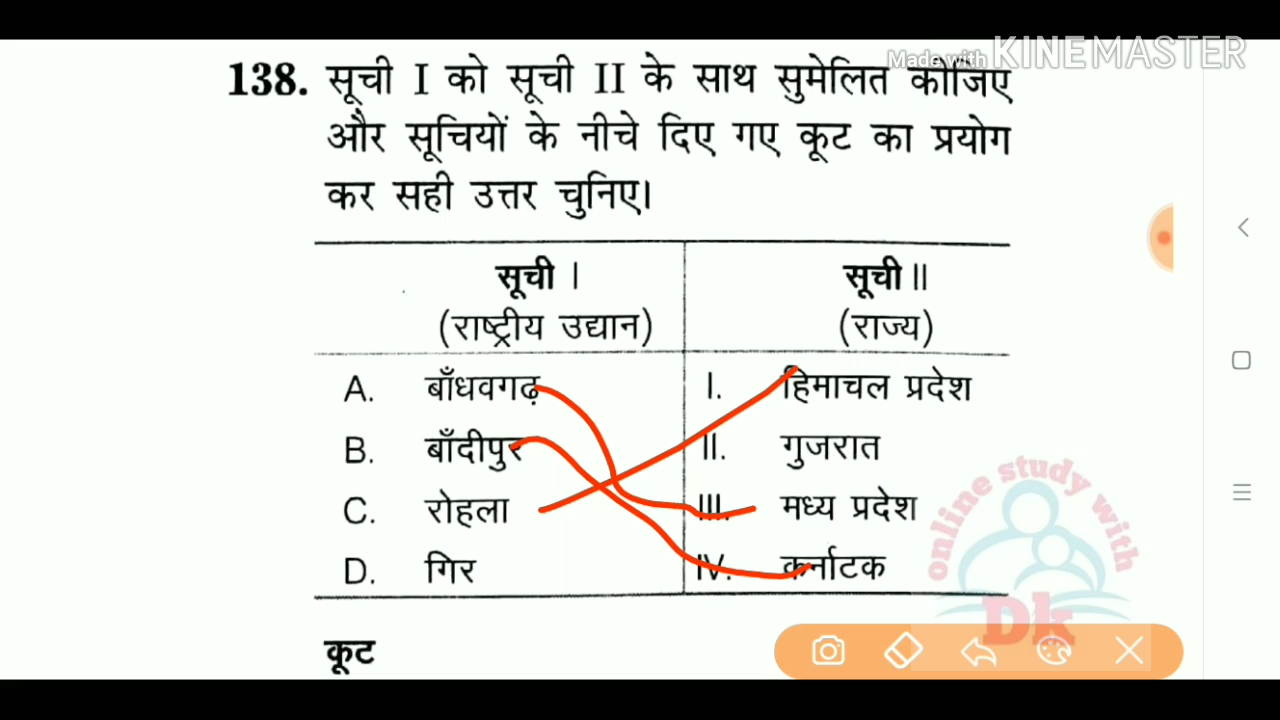 Made with KINEMASTER
138. सूची I को सूची II के साथ सुमेलित कीजिए
और सूचियों के नीचे दिए गए कूट का प्रयोग
कर सही उत्तर चुनिए।
सूची I सूची II
(राष्ट्रीय उद्यान) (राज्य)
A. बाँधवगढ़ I. हिमाचल प्रदेश
B. बाँदीपुर II. गुजरात
C. रोहला III. मध्य प्रदेश
D. गिर IV. कर्नाटक
online study with
Dk
कूट